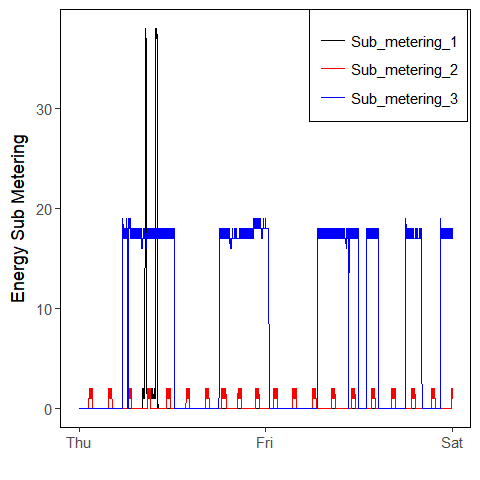 Sub_metering_1
Sub_metering_2
Sub_metering_3
Energy Sub Metering
30
20
10
0
Thu Fri Sat